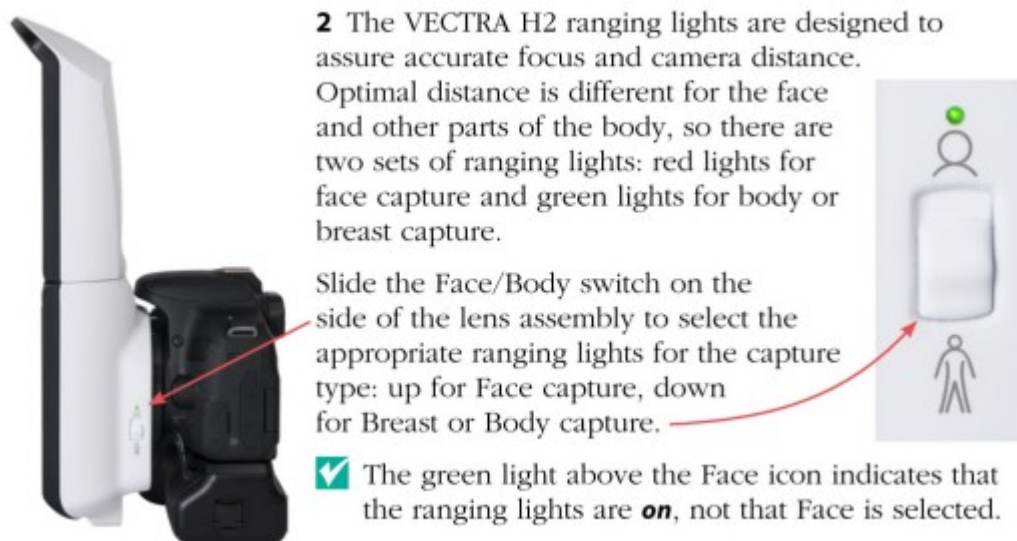 2 The VECTRA H2 ranging lights are designed to
assure accurate focus and camera distance.
Optimal distance is different for the face
and other parts of the body, so there are
two sets of ranging lights: red lights for
face capture and green lights for body or
breast capture.
Slide the Face/Body switch on the
side of the lens assembly to select the
appropriate ranging lights for the capture
type: up for Face capture, down
for Breast or Body capture.
The green light above the Face icon indicates that
the ranging lights are on, not that Face is selected.